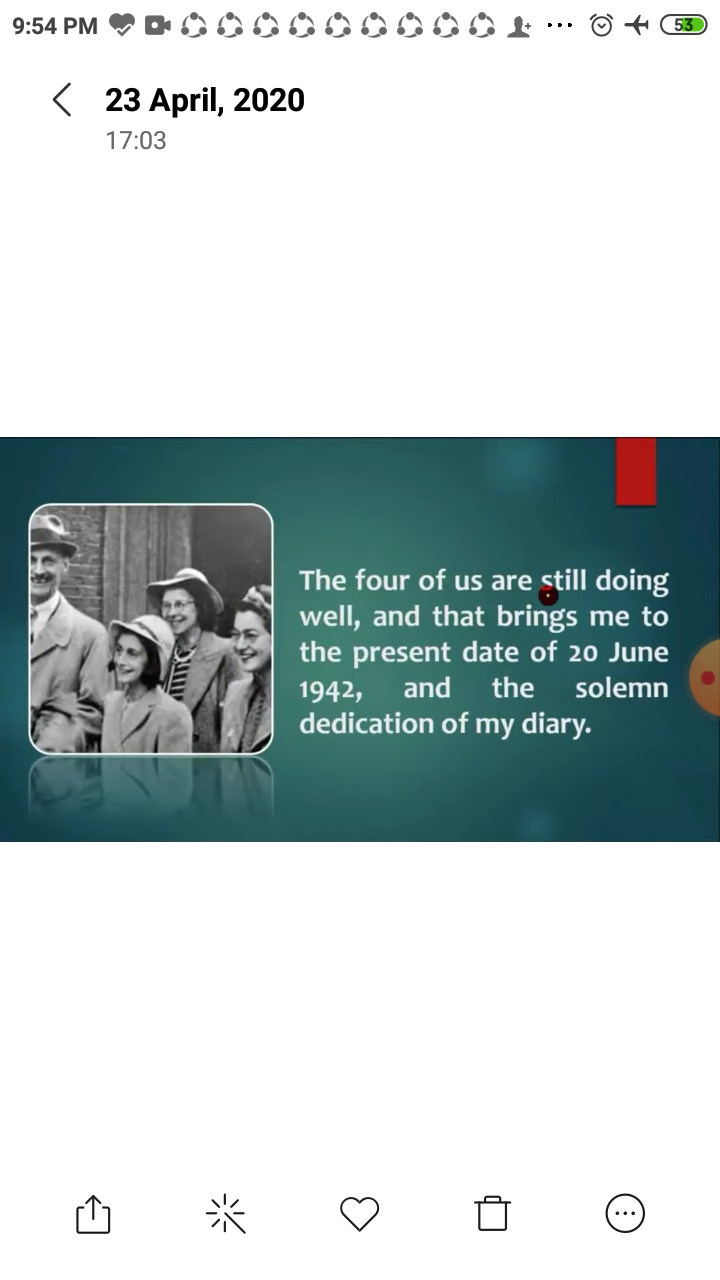 9:54 PM
53
23 April, 2020
17:03
The four of us are still doing
well, and that brings me to
the present date of 20 June
1942, and the solemn
dedication of my diary.